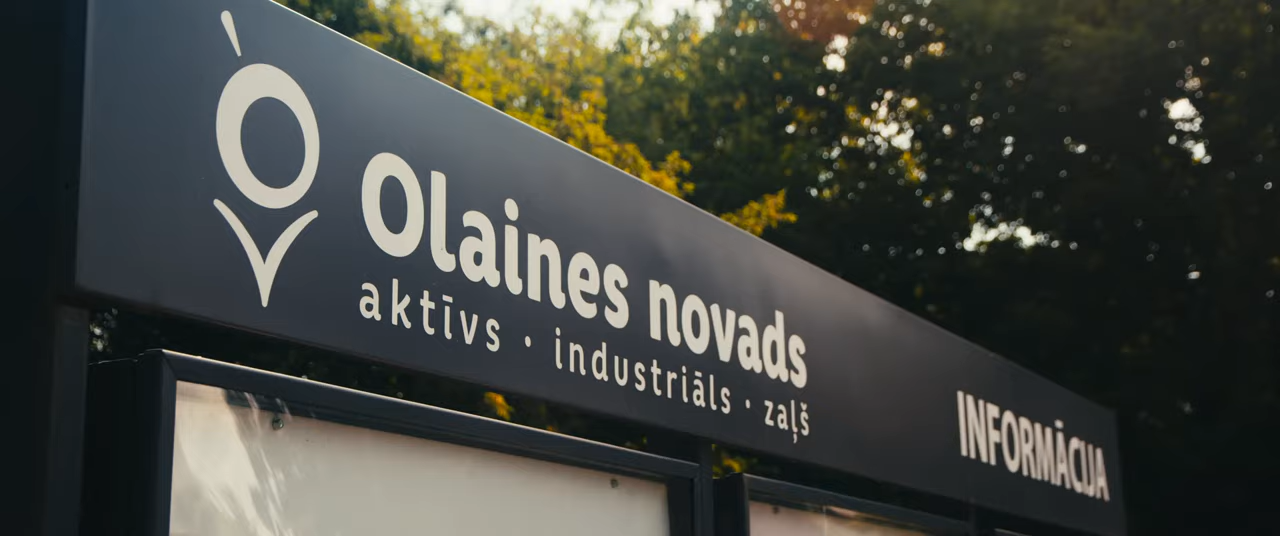 Olaines novads
aktīvs · industriāls · zaļš
INFORMĀCIJA